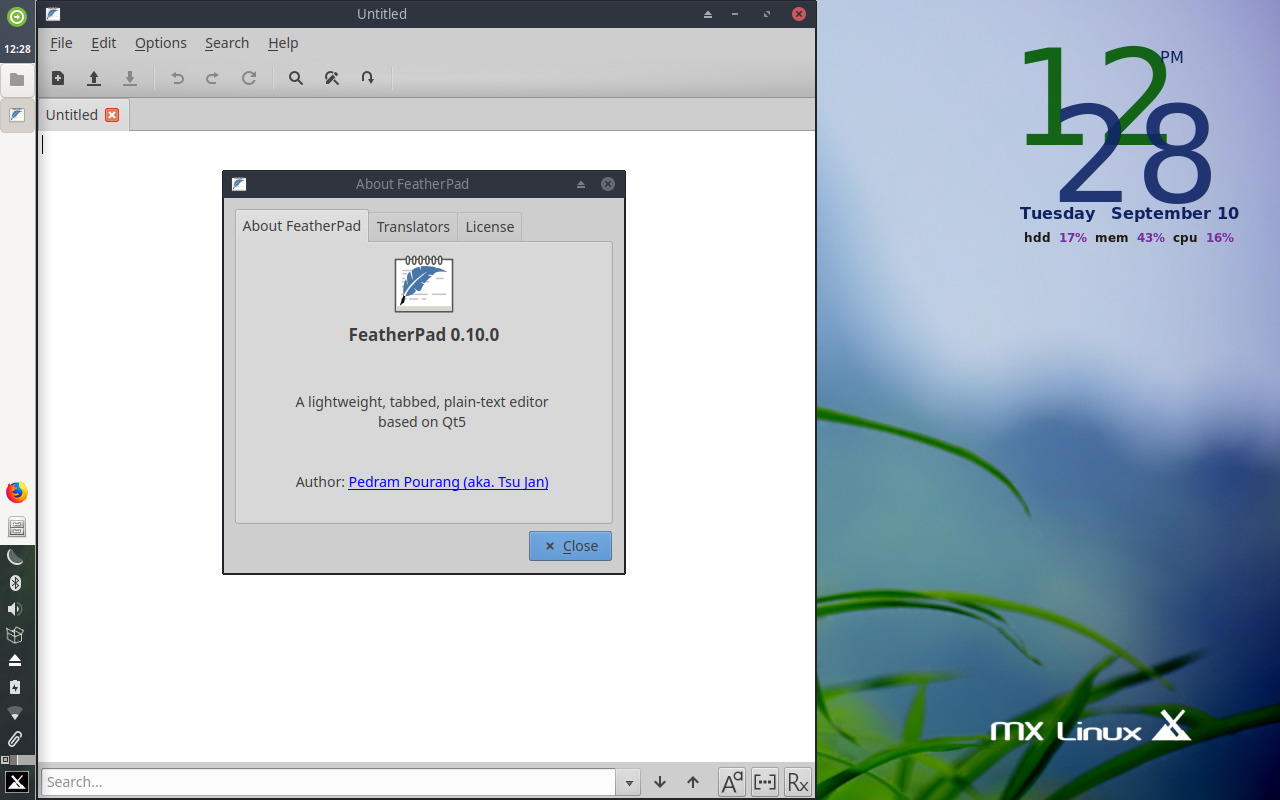 Untitled
12:28
File Edit Options Search Help
Untitled
About FeatherPad
About FeatherPad Translators License
FeatherPad 0.10.0
A lightweight, tabbed, plain-text editor
based on Qt5
Author: Pedram Pourang (aka. Tsu Jan)
Close
Search...
Aa
[···]
Rx
12 PM
28
Tuesday September 10
hdd 17% mem 43% cpu 16%
MX Linux